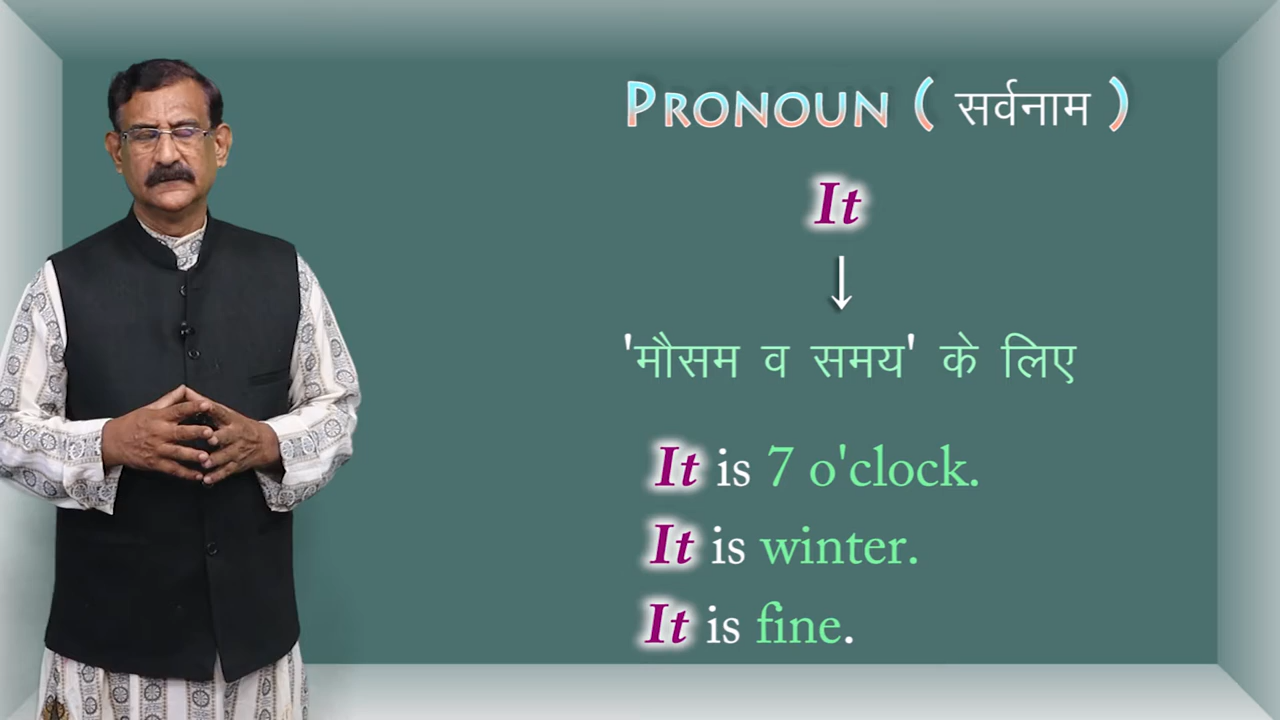 PRONOUN ( सर्वनाम )
It
↓
'मौसम व समय' के लिए
It is 7 o'clock.
It is winter.
It is fine.